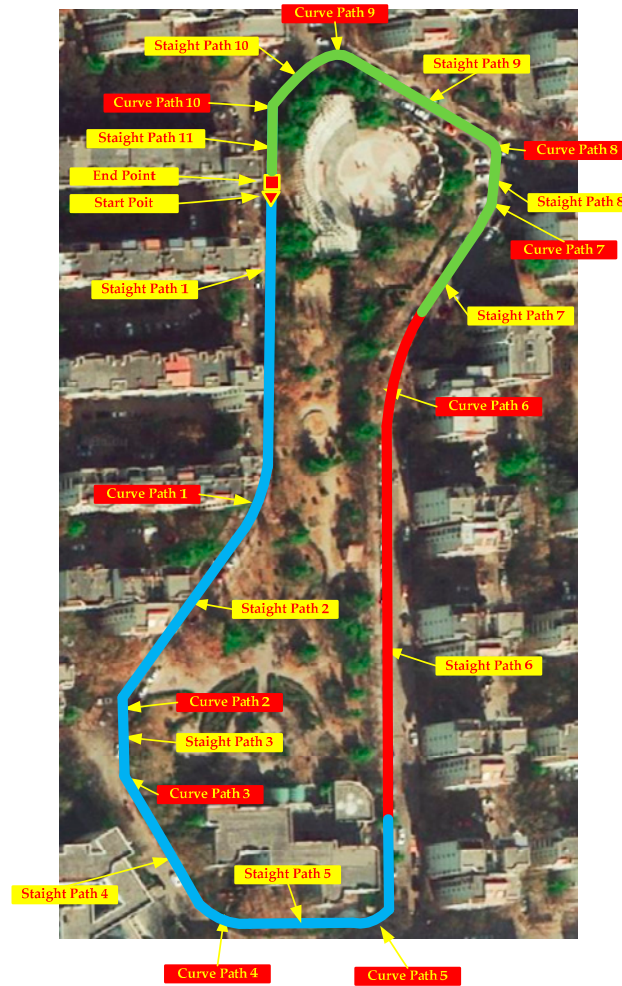 Curve Path 9
Staight Path 10
Staight Path 9
Curve Path 10
Staight Path 11
Curve Path 8
End Point
Staight Path 8
Start Poit
Curve Path 7
Staight Path 1
Staight Path 7
Curve Path 6
Curve Path 1
Staight Path 2
Staight Path 6
Curve Path 2
Staight Path 3
Curve Path 3
Staight Path 5
Staight Path 4
Curve Path 4
Curve Path 5